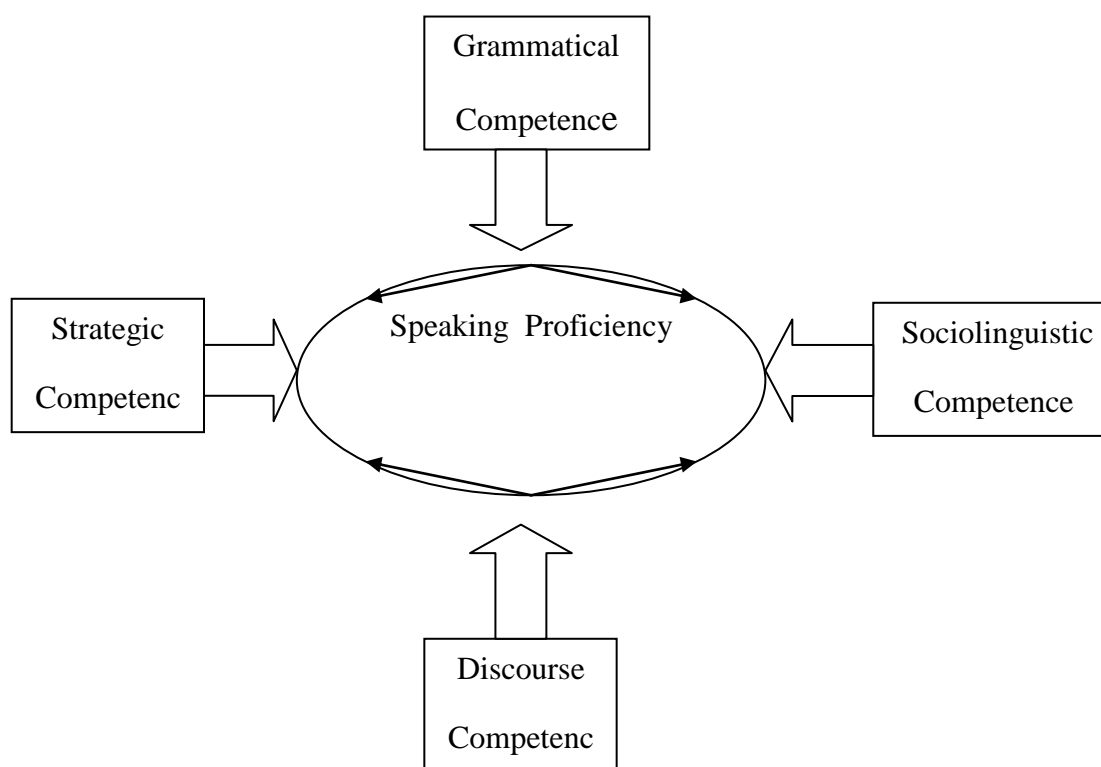 Grammatical
Competence
Speaking Proficiency
Strategic
Competenc
Sociolinguistic
Competence
Discourse
Competenc